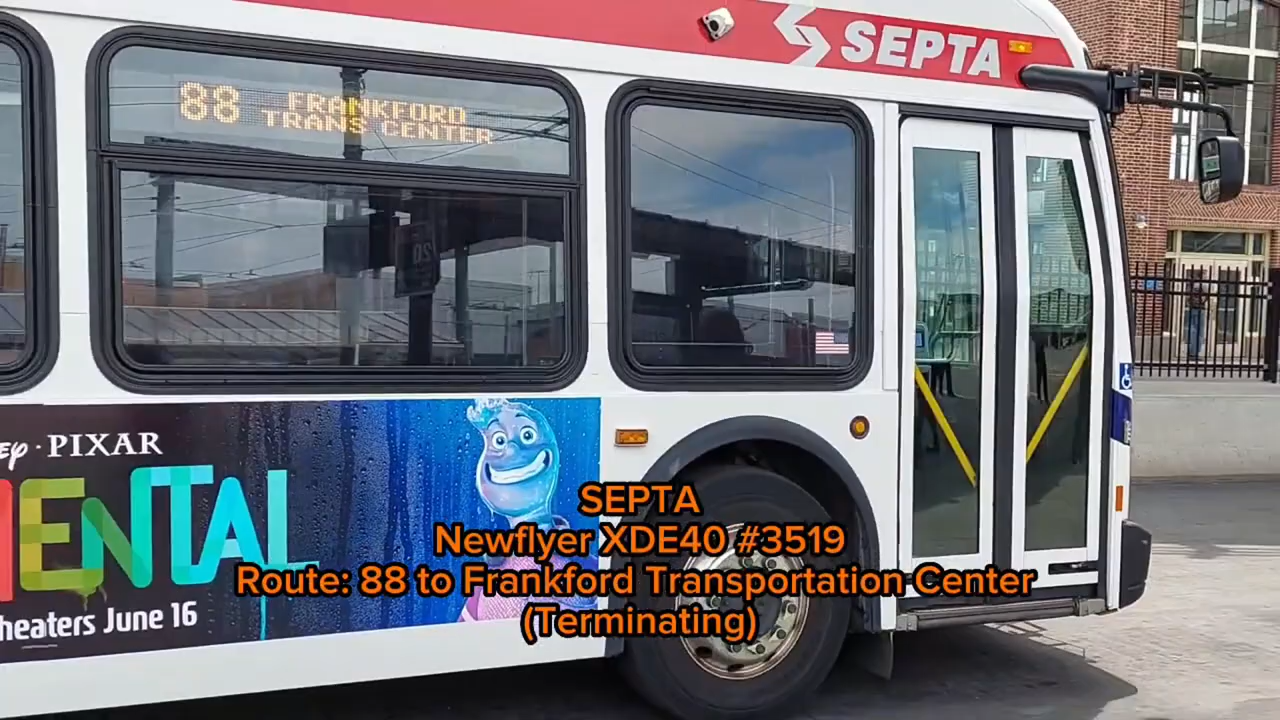 SEPTA
88 FRANKFORD
TRANS CENTER
PIXAR
ENTAL
heaters June 16
SEPTA
Newflyer XDE40 #3519
Route: 88 to Frankford Transportation Center
(Terminating)